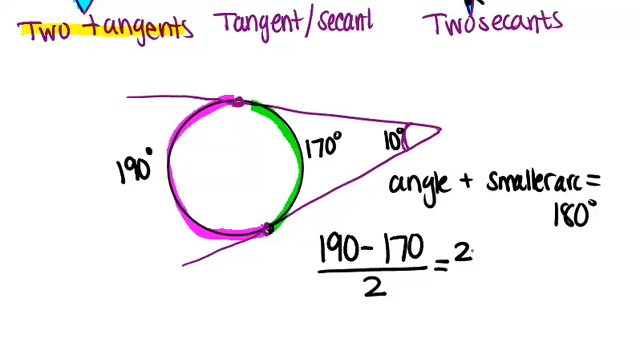 Two tangents Tangent/secant Two secants
190°
170°
10°
angle + smaller arc =
180°
190 - 170
2
= 2